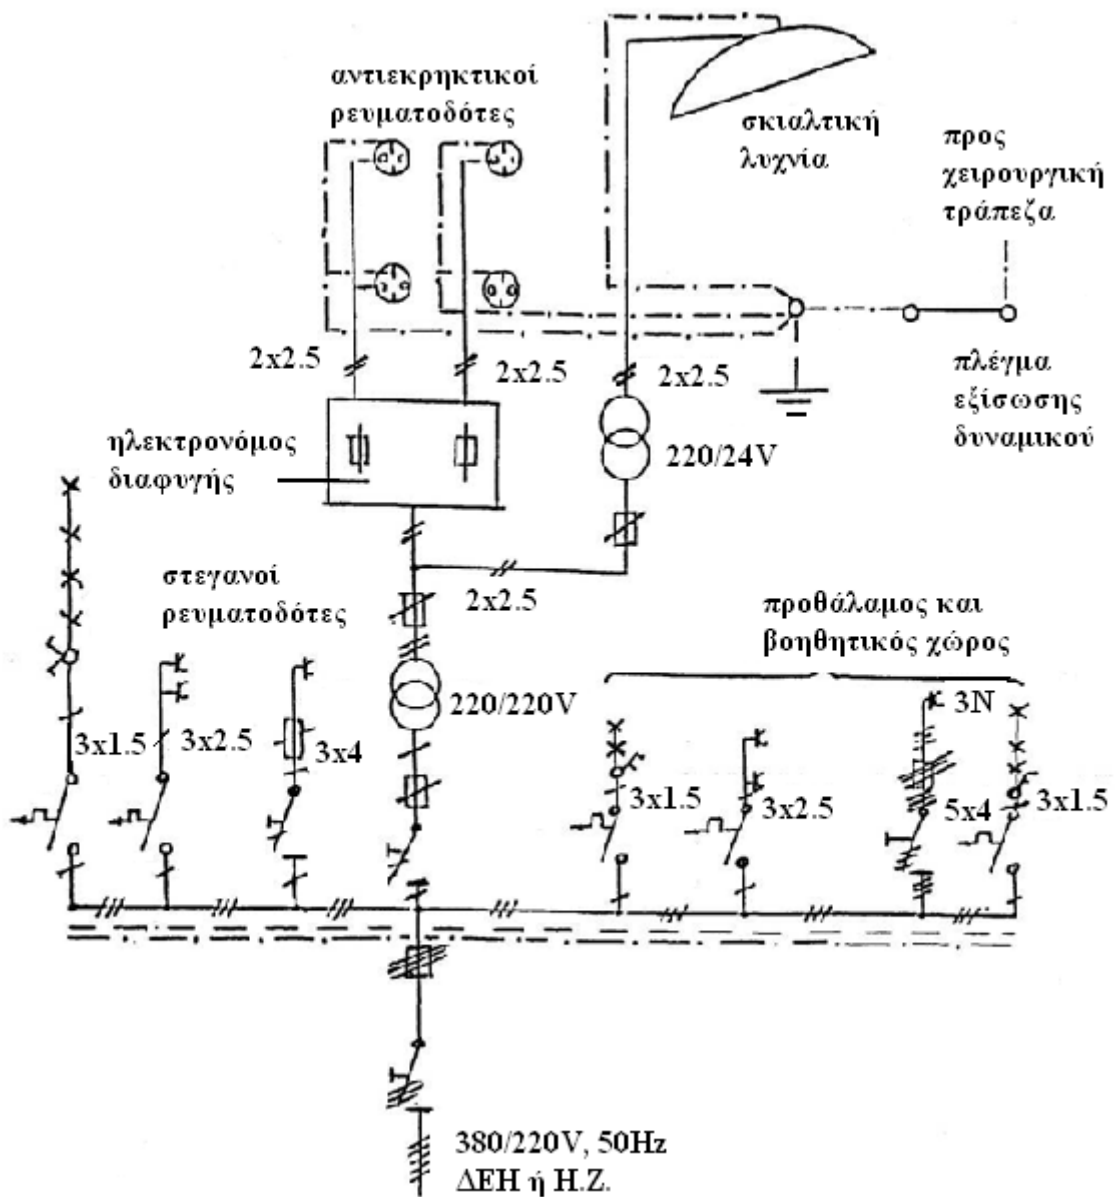 αντιεκρηκτικοί
ρευματοδότες
σκιαλτική
λυχνία
προς
χειρουργική
τράπεζα
2x2.5
2x2.5
2x2.5
πλέγμα
εξίσωσης
δυναμικού
ηλεκτρονόμος
διαφυγής
220/24V
στεγανοί
ρευματοδότες
2x2.5
προθάλαμος και
βοηθητικός χώρος
220/220V
3N
3x1.5
3x2.5
3x4
3x1.5
3x2.5
5x4
3x1.5
380/220V, 50Hz
ΔΕΗ ή Η.Ζ.